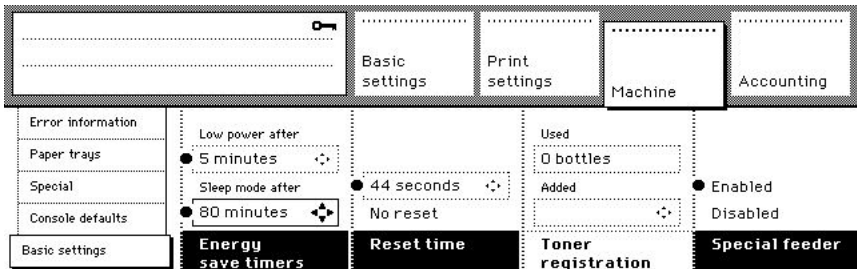 Basic
settings
Print
settings
Machine
Accounting
Error information
Paper trays
Special
Console defaults
Basic settings
Low power after
5 minutes
Sleep mode after
80 minutes
Energy
save timers
44 seconds
No reset
Reset time
Used
0 bottles
Added
Toner
registration
Enabled
Disabled
Special feeder